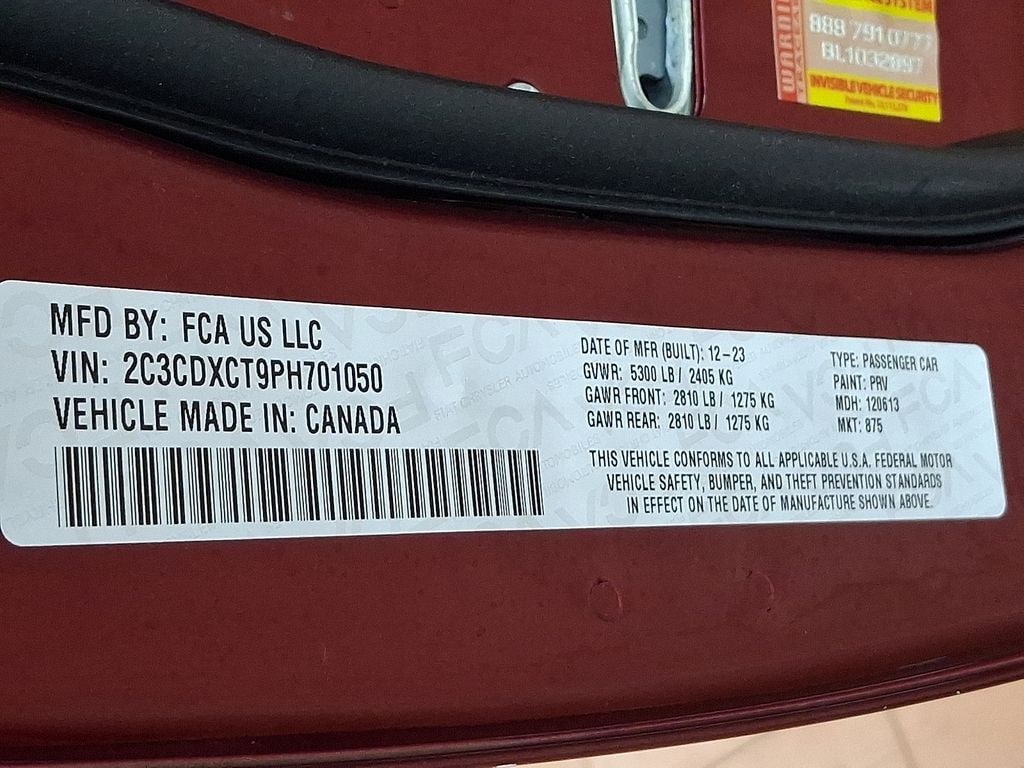 SYSTEM
WARNING
888 7910777
BL1032897
INVISIBLE VEHICLE SECURITY
MFD BY: FCA US LLC
VIN: 2C3CDXCT9PH701050
VEHICLE MADE IN: CANADA
DATE OF MFR (BUILT): 12-23
GVWR: 5300 LB / 2405 KG
GAWR FRONT: 2810 LB / 1275 KG
GAWR REAR: 2810 LB / 1275 KG
TYPE: PASSENGER CAR
PAINT: PRV
MDH: 120613
MKT: 875
THIS VEHICLE CONFORMS TO ALL APPLICABLE U.S.A. FEDERAL MOTOR
VEHICLE SAFETY, BUMPER, AND THEFT PREVENTION STANDARDS
IN EFFECT ON THE DATE OF MANUFACTURE SHOWN ABOVE.